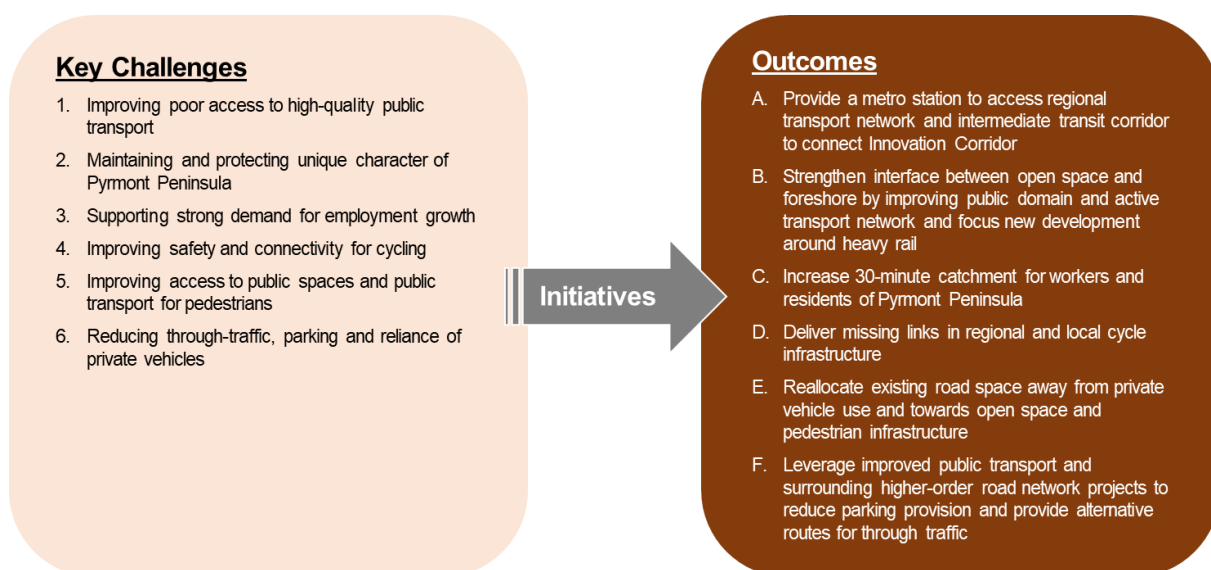 Key Challenges
1. Improving poor access to high-quality public
transport
2. Maintaining and protecting unique character of
Pyrmont Peninsula
3. Supporting strong demand for employment growth
4. Improving safety and connectivity for cycling
5. Improving access to public spaces and public
transport for pedestrians
6. Reducing through-traffic, parking and reliance of
private vehicles
Initiatives
Outcomes
A. Provide a metro station to access regional
transport network and intermediate transit corridor
to connect Innovation Corridor
B. Strengthen interface between open space and
foreshore by improving public domain and active
transport network and focus new development
around heavy rail
C. Increase 30-minute catchment for workers and
residents of Pyrmont Peninsula
D. Deliver missing links in regional and local cycle
infrastructure
E. Reallocate existing road space away from private
vehicle use and towards open space and
pedestrian infrastructure
F. Leverage improved public transport and
surrounding higher-order road network projects to
reduce parking provision and provide alternative
routes for through traffic